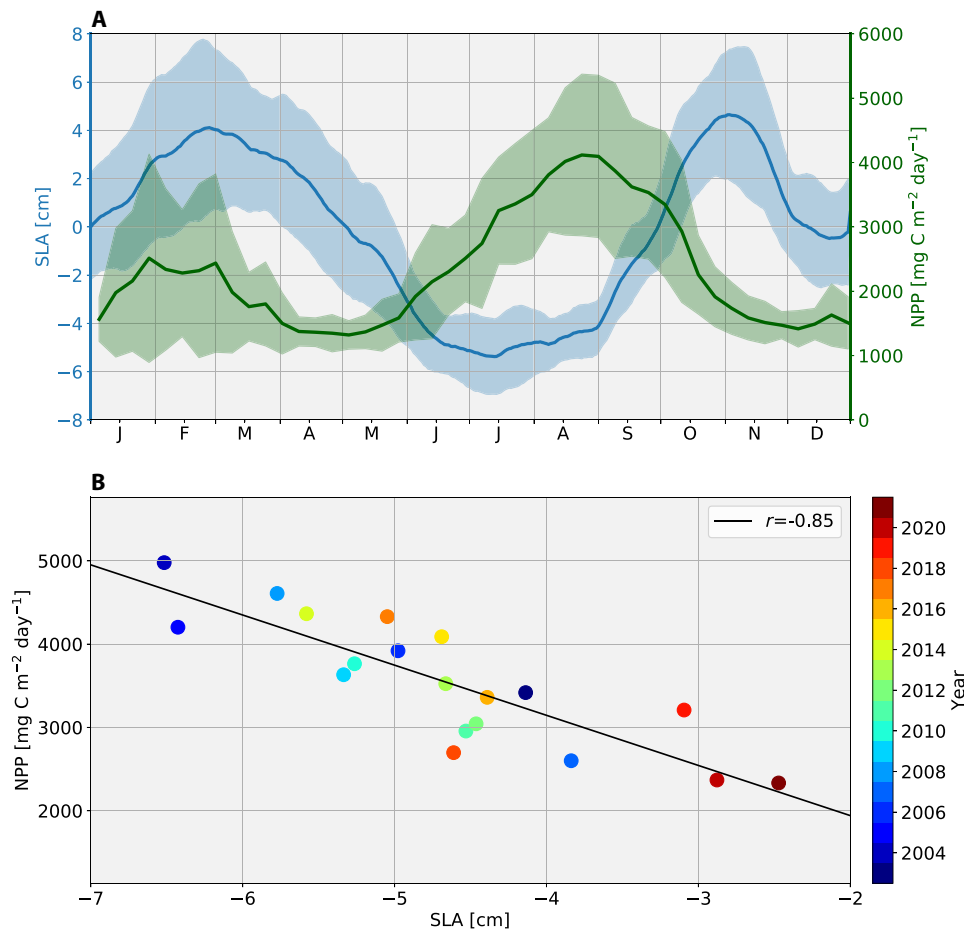 A
8
6
4
2
0
−2
−4
−6
−8
SLA [cm]
6000
5000
4000
3000
2000
1000
0
NPP [mg C m⁻² day⁻¹]
J F M A M J J A S O N D
B
r=-0.85
5000
4000
3000
2000
NPP [mg C m⁻² day⁻¹]
−7 −6 −5 −4 −3 −2
SLA [cm]
2020
2018
2016
2014
2012
2010
2008
2006
2004
Year